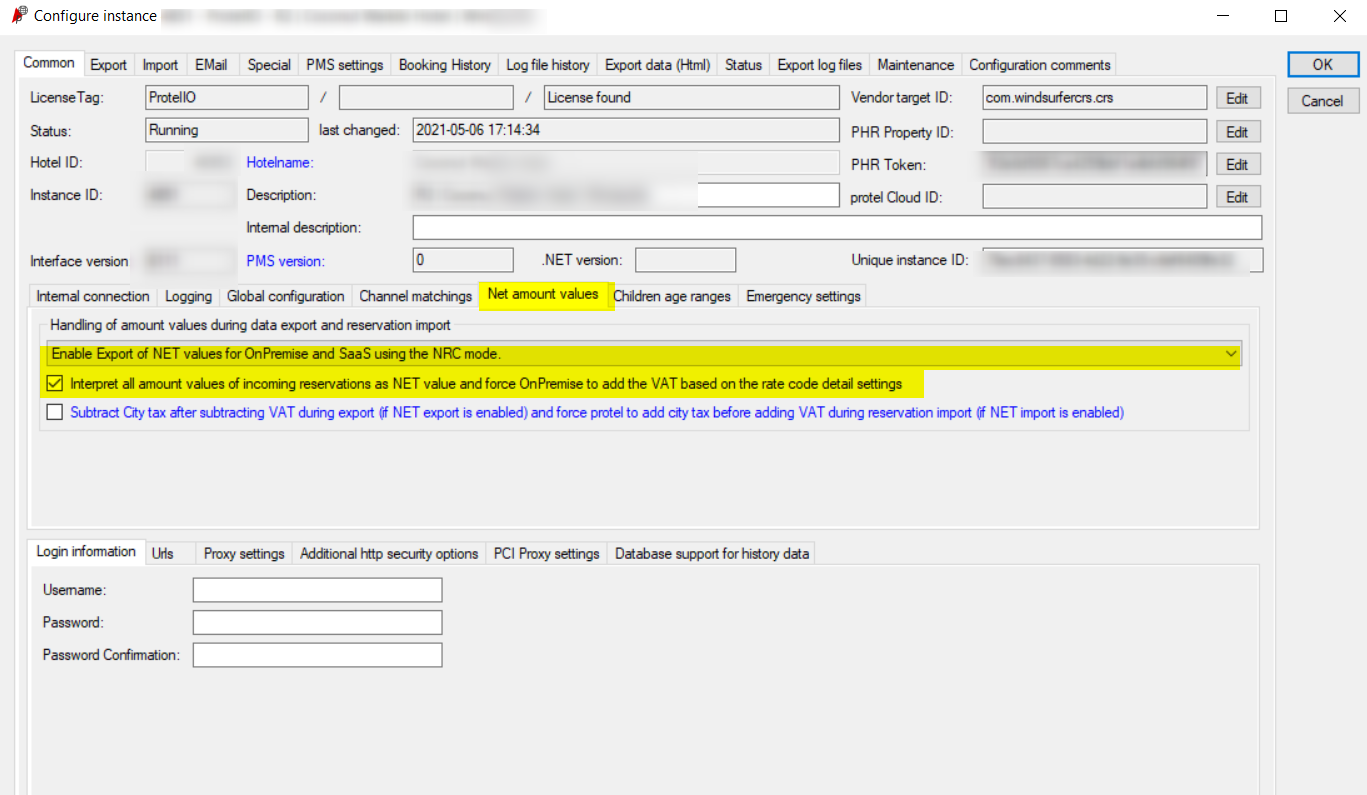 Configure instance
Common Export Import EMail Special PMS settings Booking History Log file history Export data (Html) Status Export log files Maintenance Configuration comments
OK
LicenseTag: ProtelIO / / License found Vendor target ID: com.windsurfercrs.crs Edit
Cancel
Status: Running last changed: 2021-05-06 17:14:34 PHR Property ID: Edit
Hotel ID: Hotelname: PHR Token: Edit
Instance ID: Description: protel Cloud ID: Edit
Internal description:
Interface version PMS version: 0 .NET version: Unique instance ID:
Internal connection Logging Global configuration Channel matchings Net amount values Children age ranges Emergency settings
Handling of amount values during data export and reservation import
Enable Export of NET values for OnPremise and SaaS using the NRC mode.
Interpret all amount values of incoming reservations as NET value and force OnPremise to add the VAT based on the rate code detail settings
Subtract City tax after subtracting VAT during export (if NET export is enabled) and force protel to add city tax before adding VAT during reservation import (if NET import is enabled)
Login information Urls Proxy settings Additional http security options PCI Proxy settings Database support for history data
Username:
Password:
Password Confirmation: